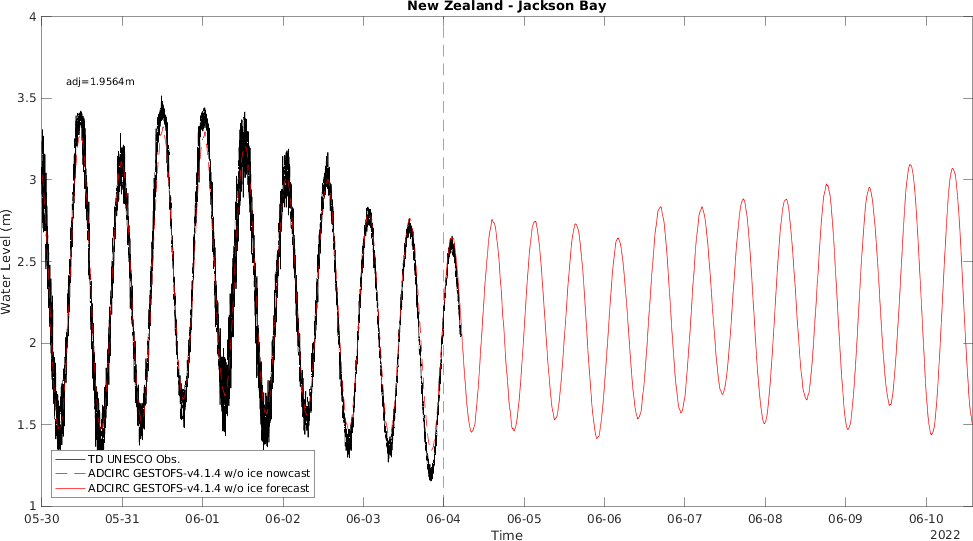 New Zealand - Jackson Bay
4
adj=1.9564m
3.5
3
2.5
2
1.5
1
Water Level (m)
TD UNESCO Obs.
ADCIRC GESTOFS-v4.1.4 w/o ice nowcast
ADCIRC GESTOFS-v4.1.4 w/o ice forecast
05-30 05-31 06-01 06-02 06-03 06-04 06-05 06-06 06-07 06-08 06-09 06-10
2022
Time